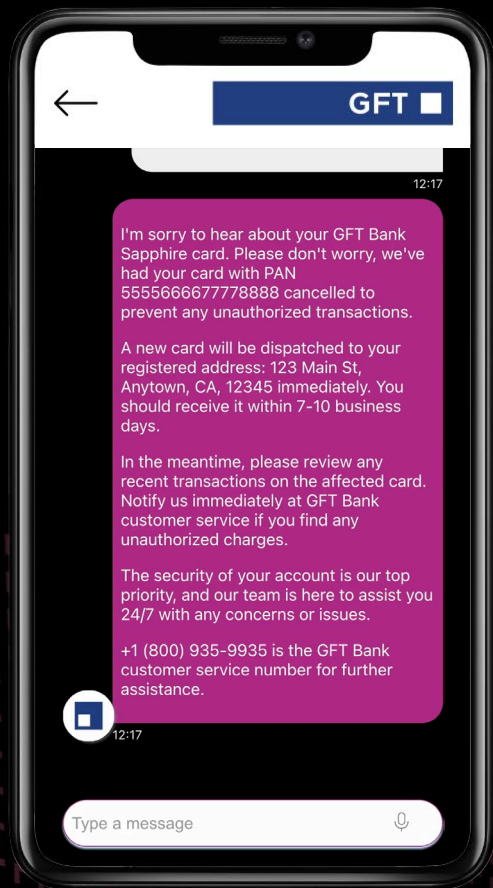 GFT
12:17
I'm sorry to hear about your GFT Bank
Sapphire card. Please don't worry, we've
had your card with PAN
5555666677778888 cancelled to
prevent any unauthorized transactions.
A new card will be dispatched to your
registered address: 123 Main St,
Anytown, CA, 12345 immediately. You
should receive it within 7-10 business
days.
In the meantime, please review any
recent transactions on the affected card.
Notify us immediately at GFT Bank
customer service if you find any
unauthorized charges.
The security of your account is our top
priority, and our team is here to assist you
24/7 with any concerns or issues.
+1 (800) 935-9935 is the GFT Bank
customer service number for further
assistance.
12:17
Type a message